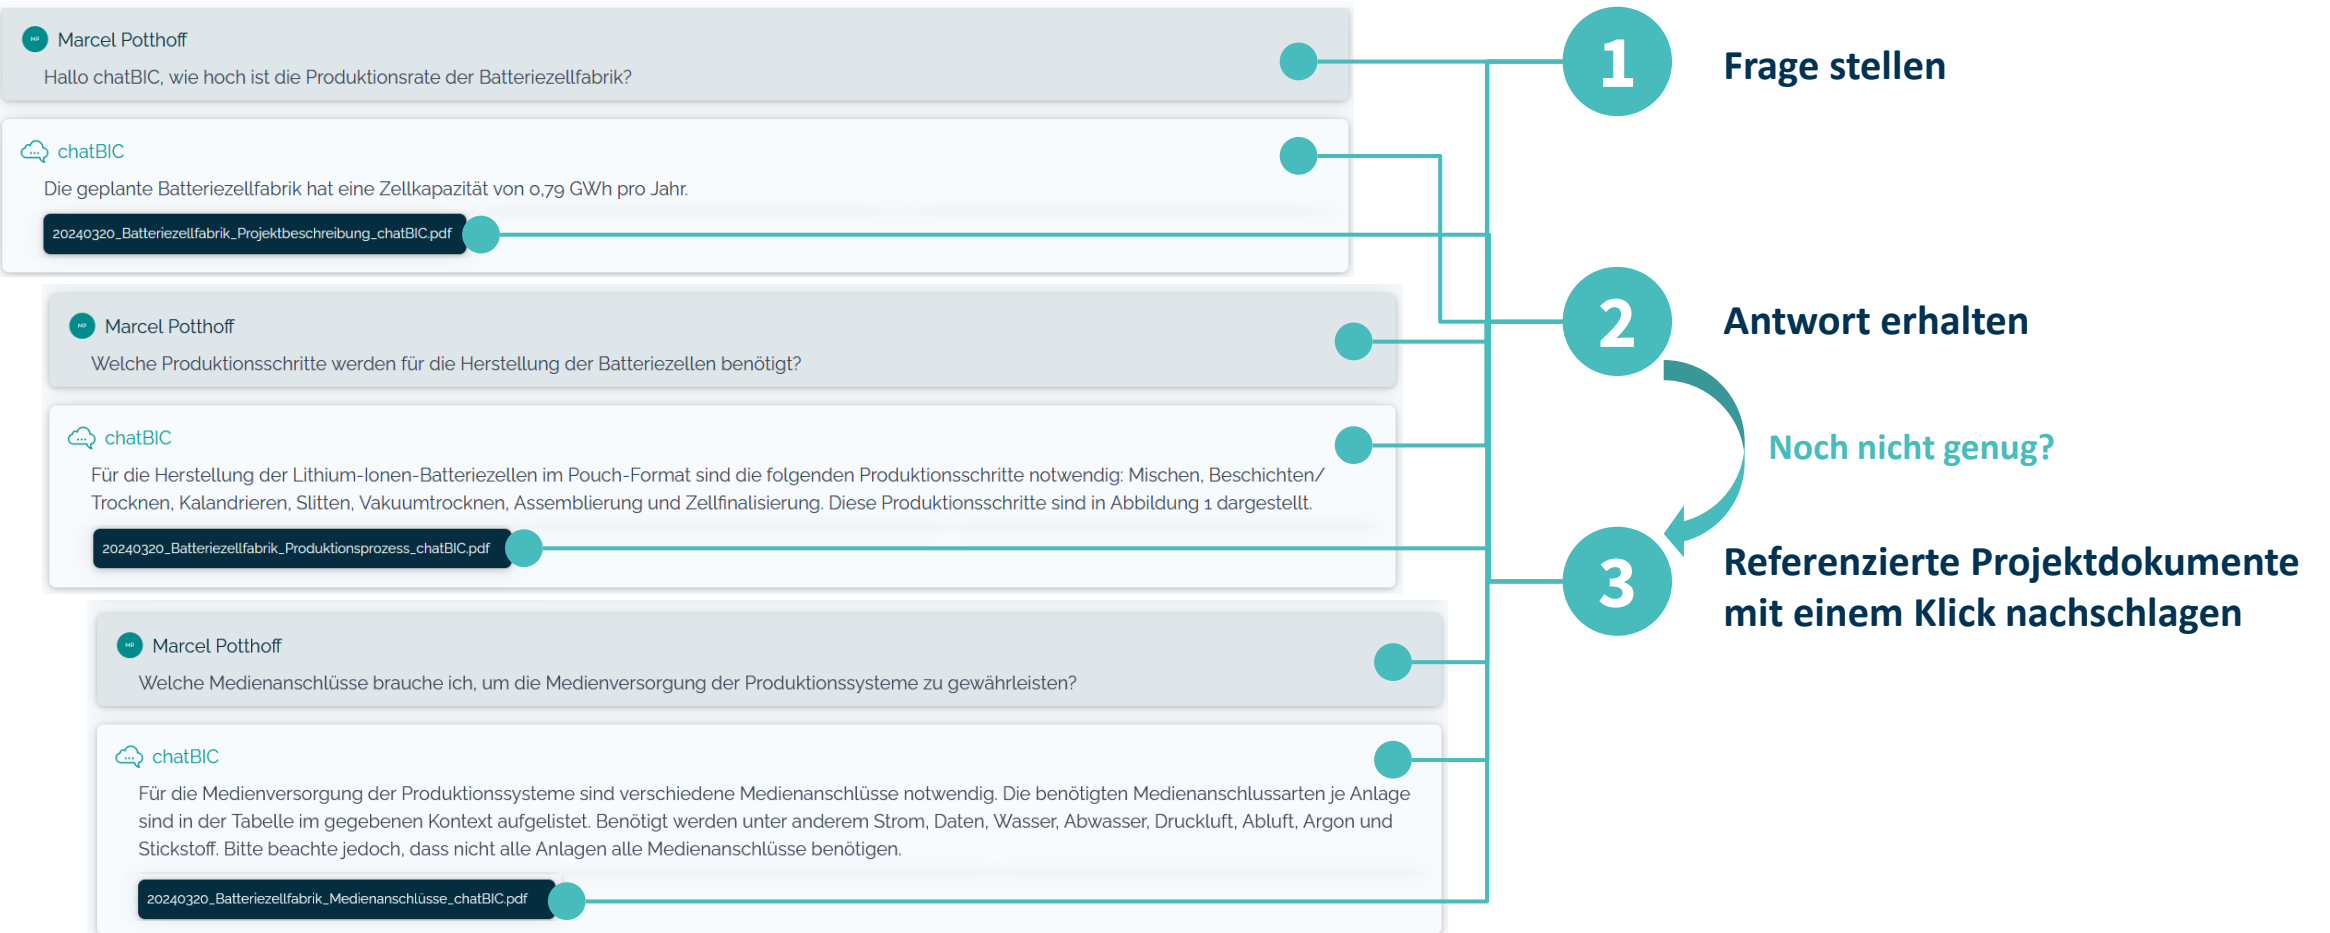 Marcel Potthoff
Hallo chatBIC, wie hoch ist die Produktionsrate der Batteriezellfabrik?
chatBIC
Die geplante Batteriezellfabrik hat eine Zellkapazität von 0,79 GWh pro Jahr.
20240320_Batteriezellfabrik_Projektbeschreibung_chatBIC.pdf
Marcel Potthoff
Welche Produktionsschritte werden für die Herstellung der Batteriezellen benötigt?
chatBIC
Für die Herstellung der Lithium-Ionen-Batteriezellen im Pouch-Format sind die folgenden Produktionsschritte notwendig: Mischen, Beschichten/
Trocknen, Kalandrieren, Slitten, Vakuumtrocknen, Assemblierung und Zellfinalisierung. Diese Produktionsschritte sind in Abbildung 1 dargestellt.
20240320_Batteriezellfabrik_Produktionsprozess_chatBIC.pdf
Marcel Potthoff
Welche Medienanschlüsse brauche ich, um die Medienversorgung der Produktionssysteme zu gewährleisten?
chatBIC
Für die Medienversorgung der Produktionssysteme sind verschiedene Medienanschlüsse notwendig. Die benötigten Medienanschlussarten je Anlage
sind in der Tabelle im gegebenen Kontext aufgelistet. Benötigt werden unter anderem Strom, Daten, Wasser, Abwasser, Druckluft, Abluft, Argon und
Stickstoff. Bitte beachte jedoch, dass nicht alle Anlagen alle Medienanschlüsse benötigen.
20240320_Batteriezellfabrik_Medienanschlüsse_chatBIC.pdf
1
Frage stellen
2
Antwort erhalten
Noch nicht genug?
3
Referenzierte Projektdokumente
mit einem Klick nachschlagen